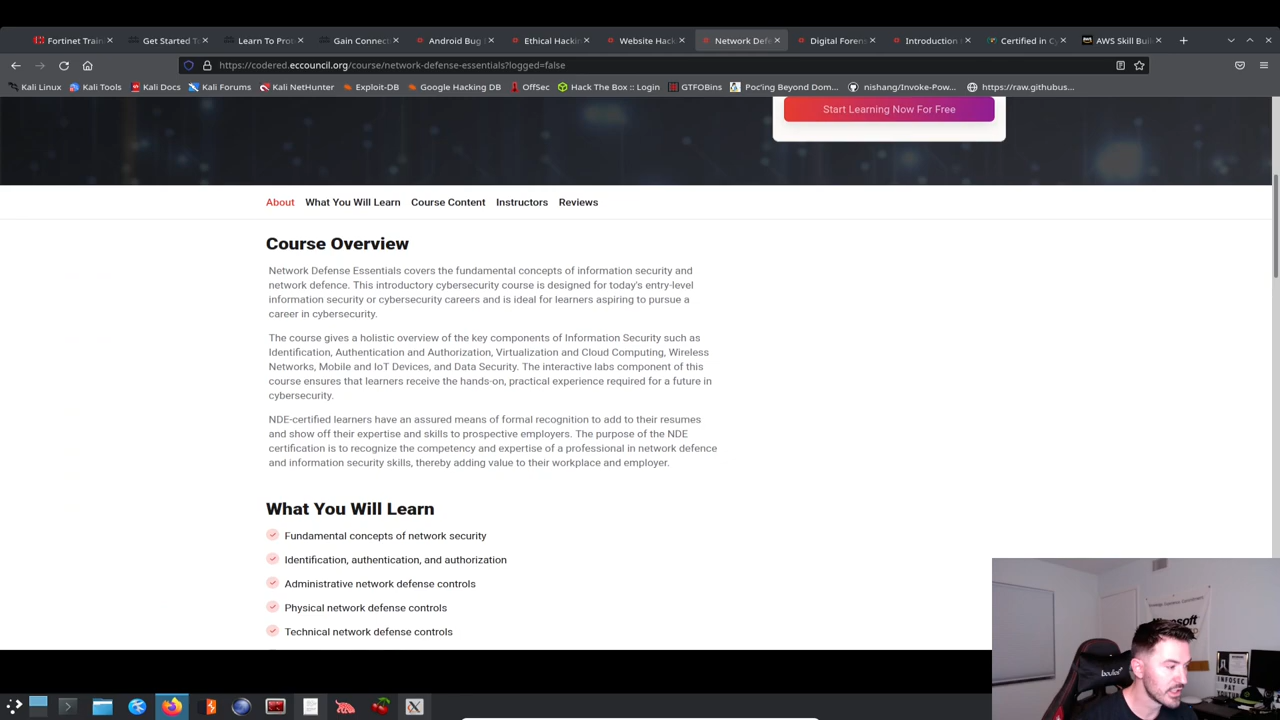 Fortinet Train
Get Started T
Learn To Pro
Gain Connect
Android Bug
Ethical Hackin
Website Hac
Network Defe
Digital Forens
Introduction
Certified in Cy
AWS Skill Buil
https://codered.eccouncil.org/course/network-defense-essentials?logged=false
Kali Linux
Kali Tools
Kali Docs
Kali Forums
Kali NetHunter
Exploit-DB
Google Hacking DB
OffSec
Hack The Box :: Login
GTFOBins
Poc'ing Beyond Dom...
nishang/Invoke-Pow...
https://raw.githubus...
Start Learning Now For Free
About
What You Will Learn
Course Content
Instructors
Reviews
Course Overview
Network Defense Essentials covers the fundamental concepts of information security and
network defence. This introductory cybersecurity course is designed for today's entry-level
information security or cybersecurity careers and is ideal for learners aspiring to pursue a
career in cybersecurity.
The course gives a holistic overview of the key components of Information Security such as
Identification, Authentication and Authorization, Virtualization and Cloud Computing, Wireless
Networks, Mobile and IoT Devices, and Data Security. The interactive labs component of this
course ensures that learners receive the hands-on, practical experience required for a future in
cybersecurity.
NDE-certified learners have an assured means of formal recognition to add to their resumes
and show off their expertise and skills to prospective employers. The purpose of the NDE
certification is to recognize the competency and expertise of a professional in network defence
and information security skills, thereby adding value to their workplace and employer.
What You Will Learn
Fundamental concepts of network security
Identification, authentication, and authorization
Administrative network defense controls
Physical network defense controls
Technical network defense controls
INFOSEC
PAT